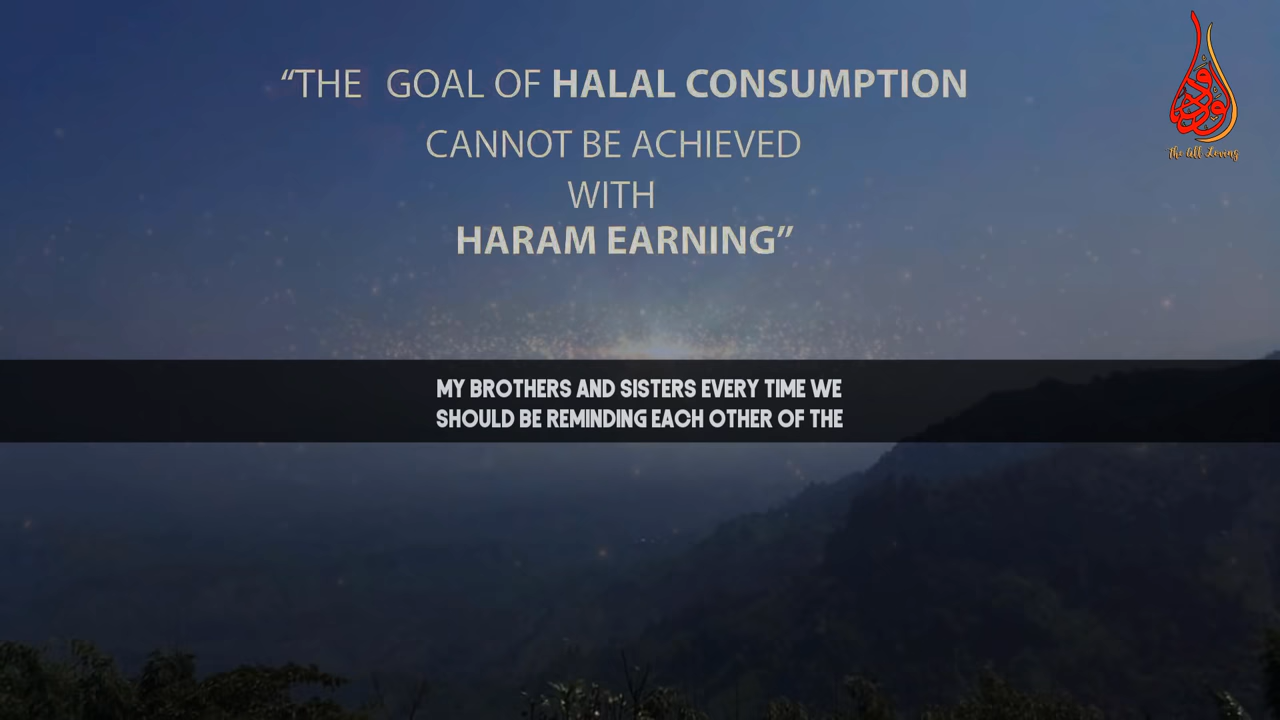 “THE GOAL OF HALAL CONSUMPTION
CANNOT BE ACHIEVED
WITH
HARAM EARNING”
The All Loving
MY BROTHERS AND SISTERS EVERY TIME WE
SHOULD BE REMINDING EACH OTHER OF THE